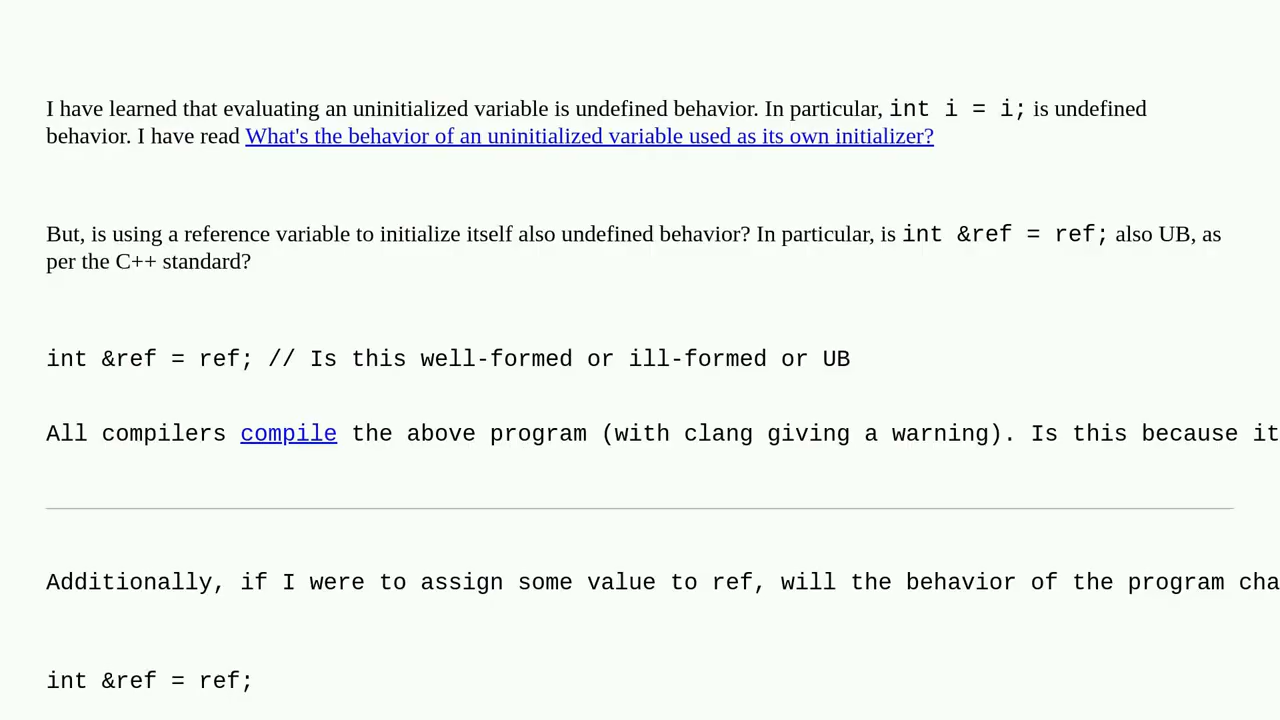 I have learned that evaluating an uninitialized variable is undefined behavior. In particular, int i = i; is undefined
behavior. I have read What's the behavior of an uninitialized variable used as its own initializer?
But, is using a reference variable to initialize itself also undefined behavior? In particular, is int &ref = ref; also UB, as
per the C++ standard?
int &ref = ref; // Is this well-formed or ill-formed or UB
All compilers compile the above program (with clang giving a warning). Is this because it
Additionally, if I were to assign some value to ref, will the behavior of the program cha
int &ref = ref;